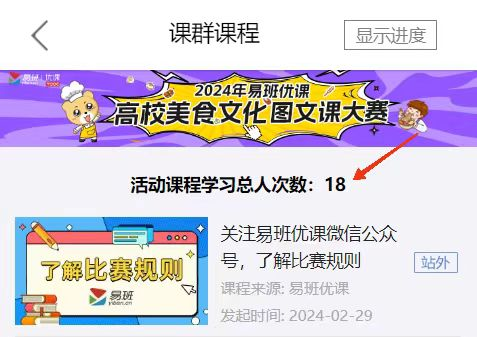 课群课程
显示进度
易班 优课
2024年易班优课
高校美食文化图文课大赛
活动课程学习总人次数：18
了解比赛规则
易班
yiban.cn
关注易班优课微信公众
号，了解比赛规则
站外
课程来源: 易班优课
发起时间: 2024-02-29